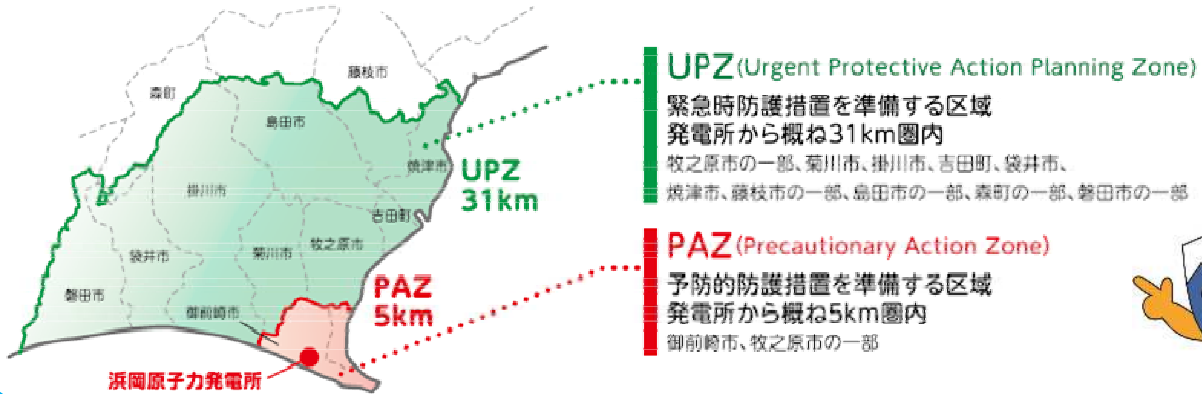 藤枝市
森町
島田市
焼津市
UPZ
31km
掛川市
吉田町
牧之原市
菊川市
袋井市
磐田市
御前崎市
PAZ
5km
浜岡原子力発電所
UPZ(Urgent Protective Action Planning Zone)
緊急時防護措置を準備する区域
発電所から概ね31km圏内
牧之原市の一部、菊川市、掛川市、吉田町、袋井市、
焼津市、藤枝市の一部、島田市の一部、森町の一部、磐田市の一部
PAZ(Precautionary Action Zone)
予防的防護措置を準備する区域
発電所から概ね5km圏内
御前崎市、牧之原市の一部